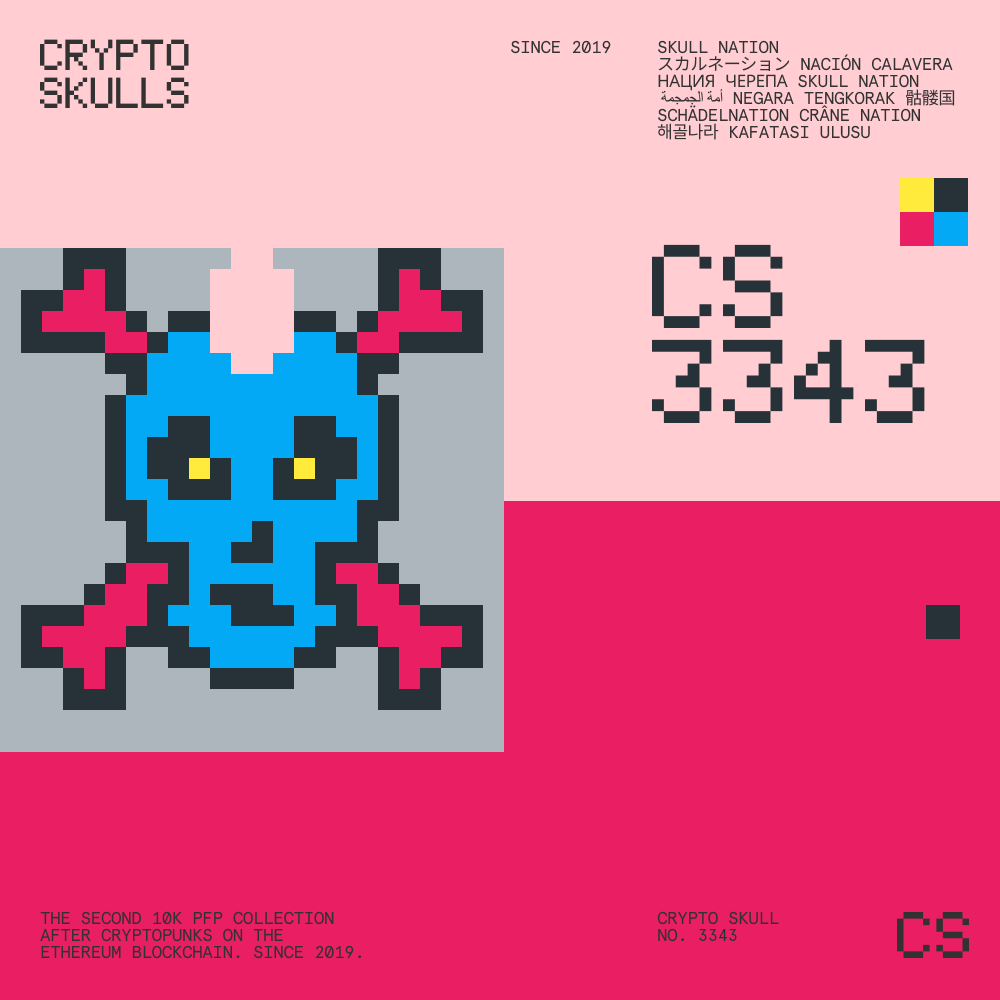 CRYPTO
SKULLS
SINCE 2019
SKULL NATION
スカルネーション NACIÓN CALAVERA
НАЦИЯ ЧЕРЕПА SKULL NATION
أمة الجمجمة NEGARA TENGKORAK 骷髅国
SCHÄDELNATION CRÂNE NATION
해골나라 KAFATASI ULUSU
CS
3343
THE SECOND 10K PFP COLLECTION
AFTER CRYPTOPUNKS ON THE
ETHEREUM BLOCKCHAIN. SINCE 2019.
CRYPTO SKULL
NO. 3343
CS